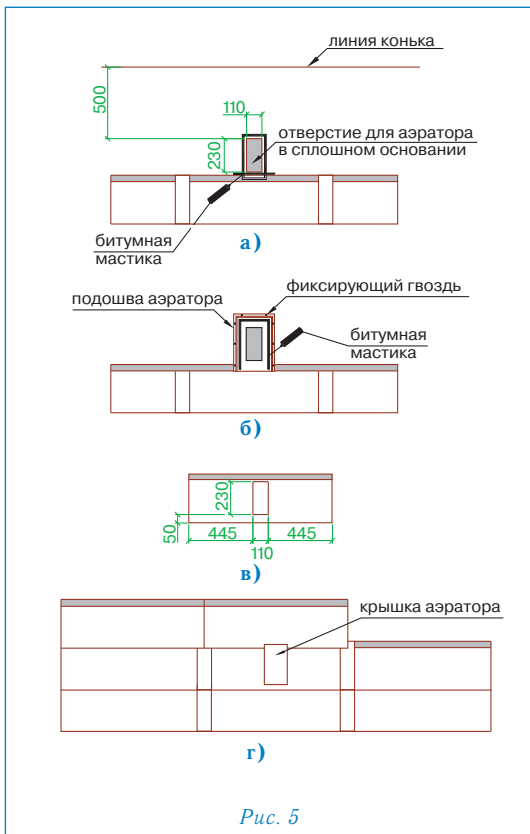 линия конька
500
110
230
отверстие для аэратора
в сплошном основании
битумная
мастика
а)
подошва аэратора
фиксирующий гвоздь
битумная
мастика
б)
230
50
445
110
445
в)
крышка аэратора
г)
Рис. 5